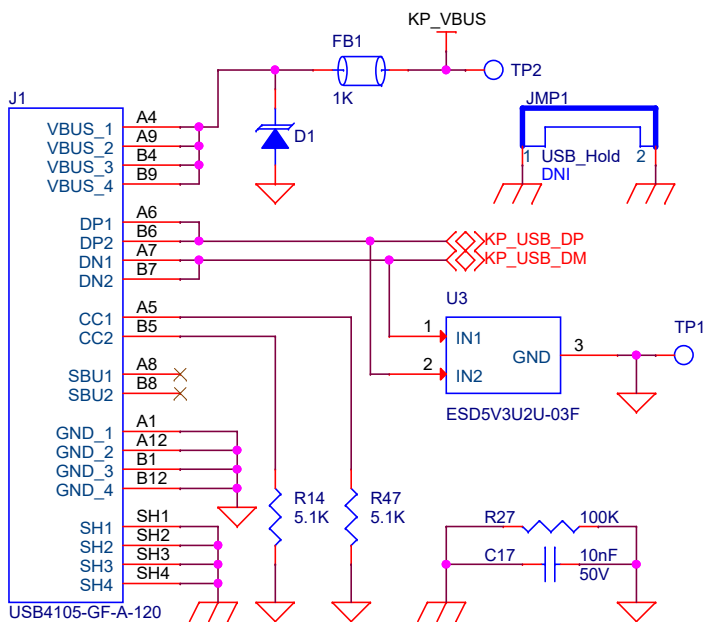 KP_VBUS
FB1
1K
TP2
J1
JMP1
D1
1 2
USB_Hold
DNI
VBUS_1 A4
VBUS_2 A9
VBUS_3 B4
VBUS_4 B9
DP1 A6
DP2 B6
DN1 A7
DN2 B7
KP_USB_DP
KP_USB_DM
CC1 A5
CC2 B5
U3
1 IN1
2 IN2
GND 3
TP1
ESD5V3U2U-03F
SBU1 A8
SBU2 B8
GND_1 A1
GND_2 A12
GND_3 B1
GND_4 B12
R14
5.1K
R47
5.1K
R27 100K
C17 10nF
50V
SH1 SH1
SH2 SH2
SH3 SH3
SH4 SH4
USB4105-GF-A-120